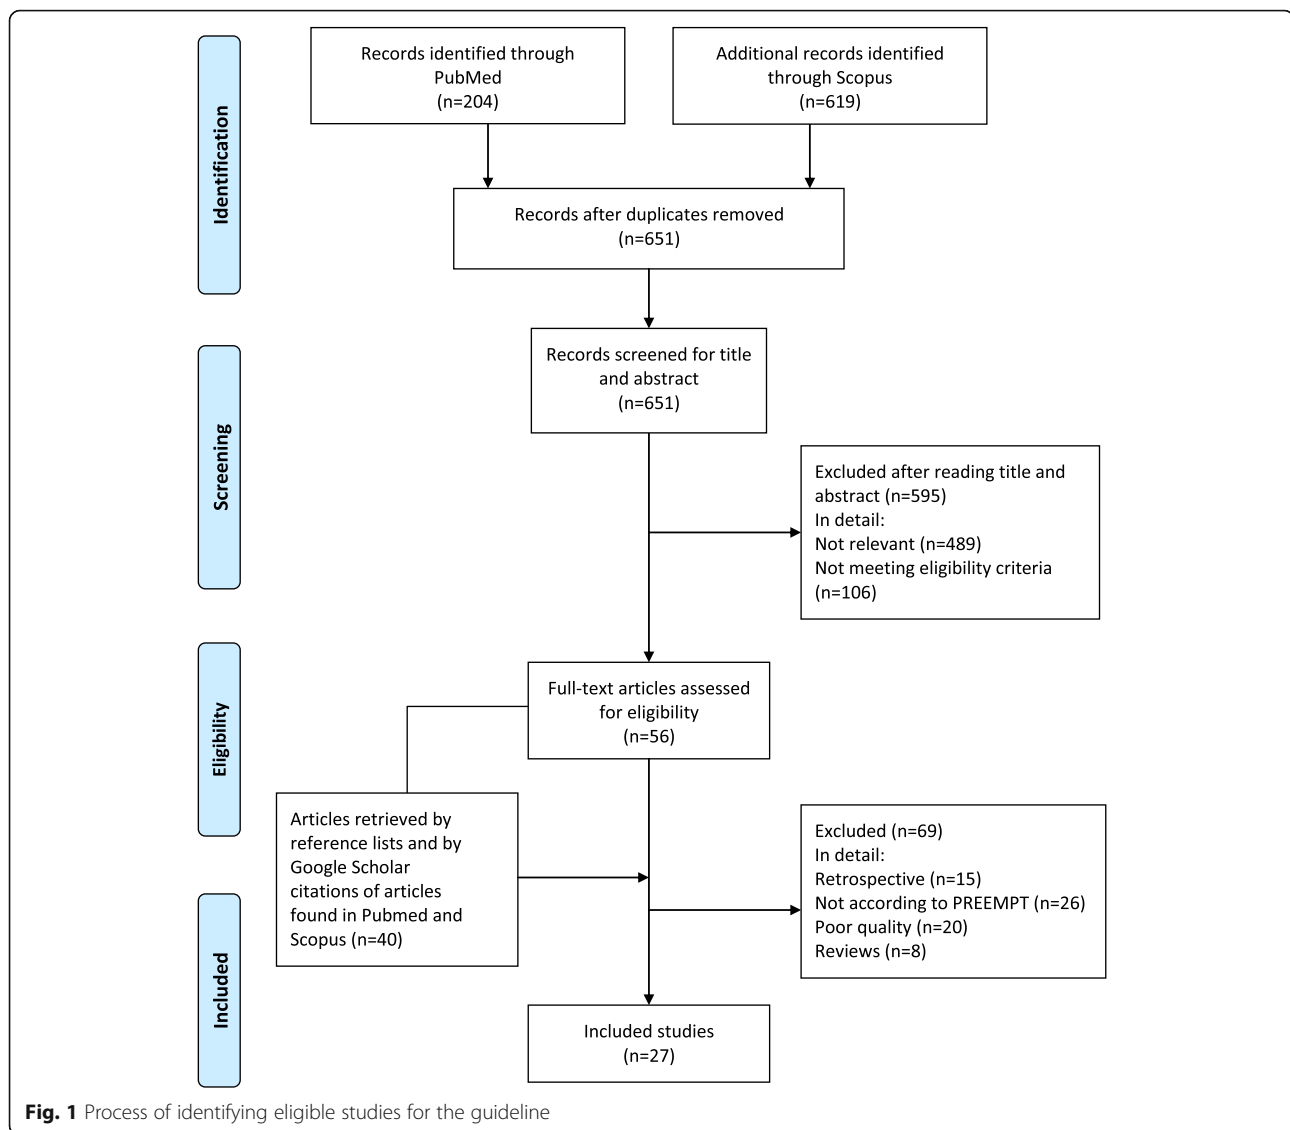 Identification
Records identified through
PubMed
(n=204)
Additional records identified
through Scopus
(n=619)
Records after duplicates removed
(n=651)
Screening
Records screened for title
and abstract
(n=651)
Excluded after reading title and
abstract (n=595)
In detail:
Not relevant (n=489)
Not meeting eligibility criteria
(n=106)
Eligibility
Full-text articles assessed
for eligibility
(n=56)
Articles retrieved by
reference lists and by
Google Scholar
citations of articles
found in Pubmed and
Scopus (n=40)
Excluded (n=69)
In detail:
Retrospective (n=15)
Not according to PREEMPT (n=26)
Poor quality (n=20)
Reviews (n=8)
Included
Included studies
(n=27)
Fig. 1 Process of identifying eligible studies for the guideline